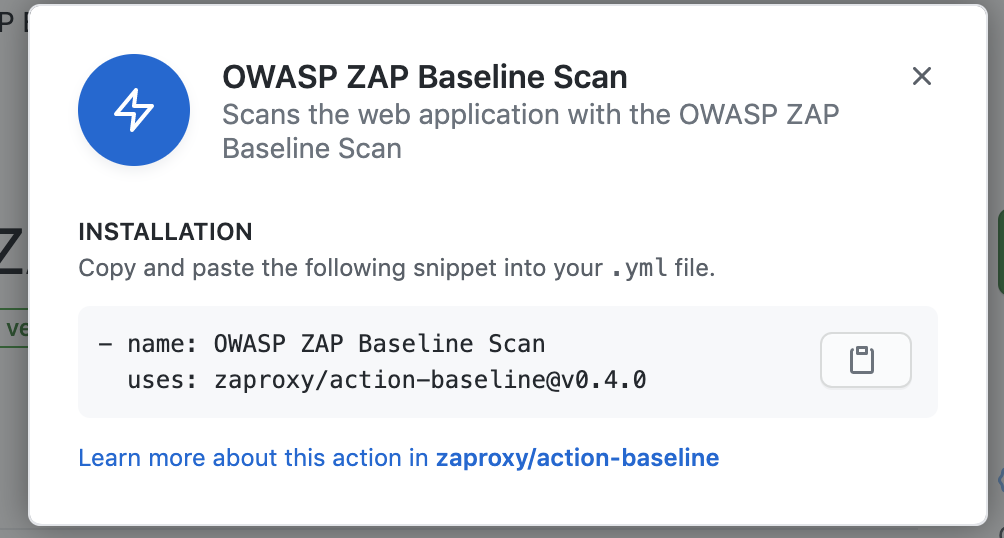 OWASP ZAP Baseline Scan
Scans the web application with the OWASP ZAP
Baseline Scan
INSTALLATION
Copy and paste the following snippet into your .yml file.
- name: OWASP ZAP Baseline Scan
uses: zaproxy/action-baseline@v0.4.0
Learn more about this action in zaproxy/action-baseline